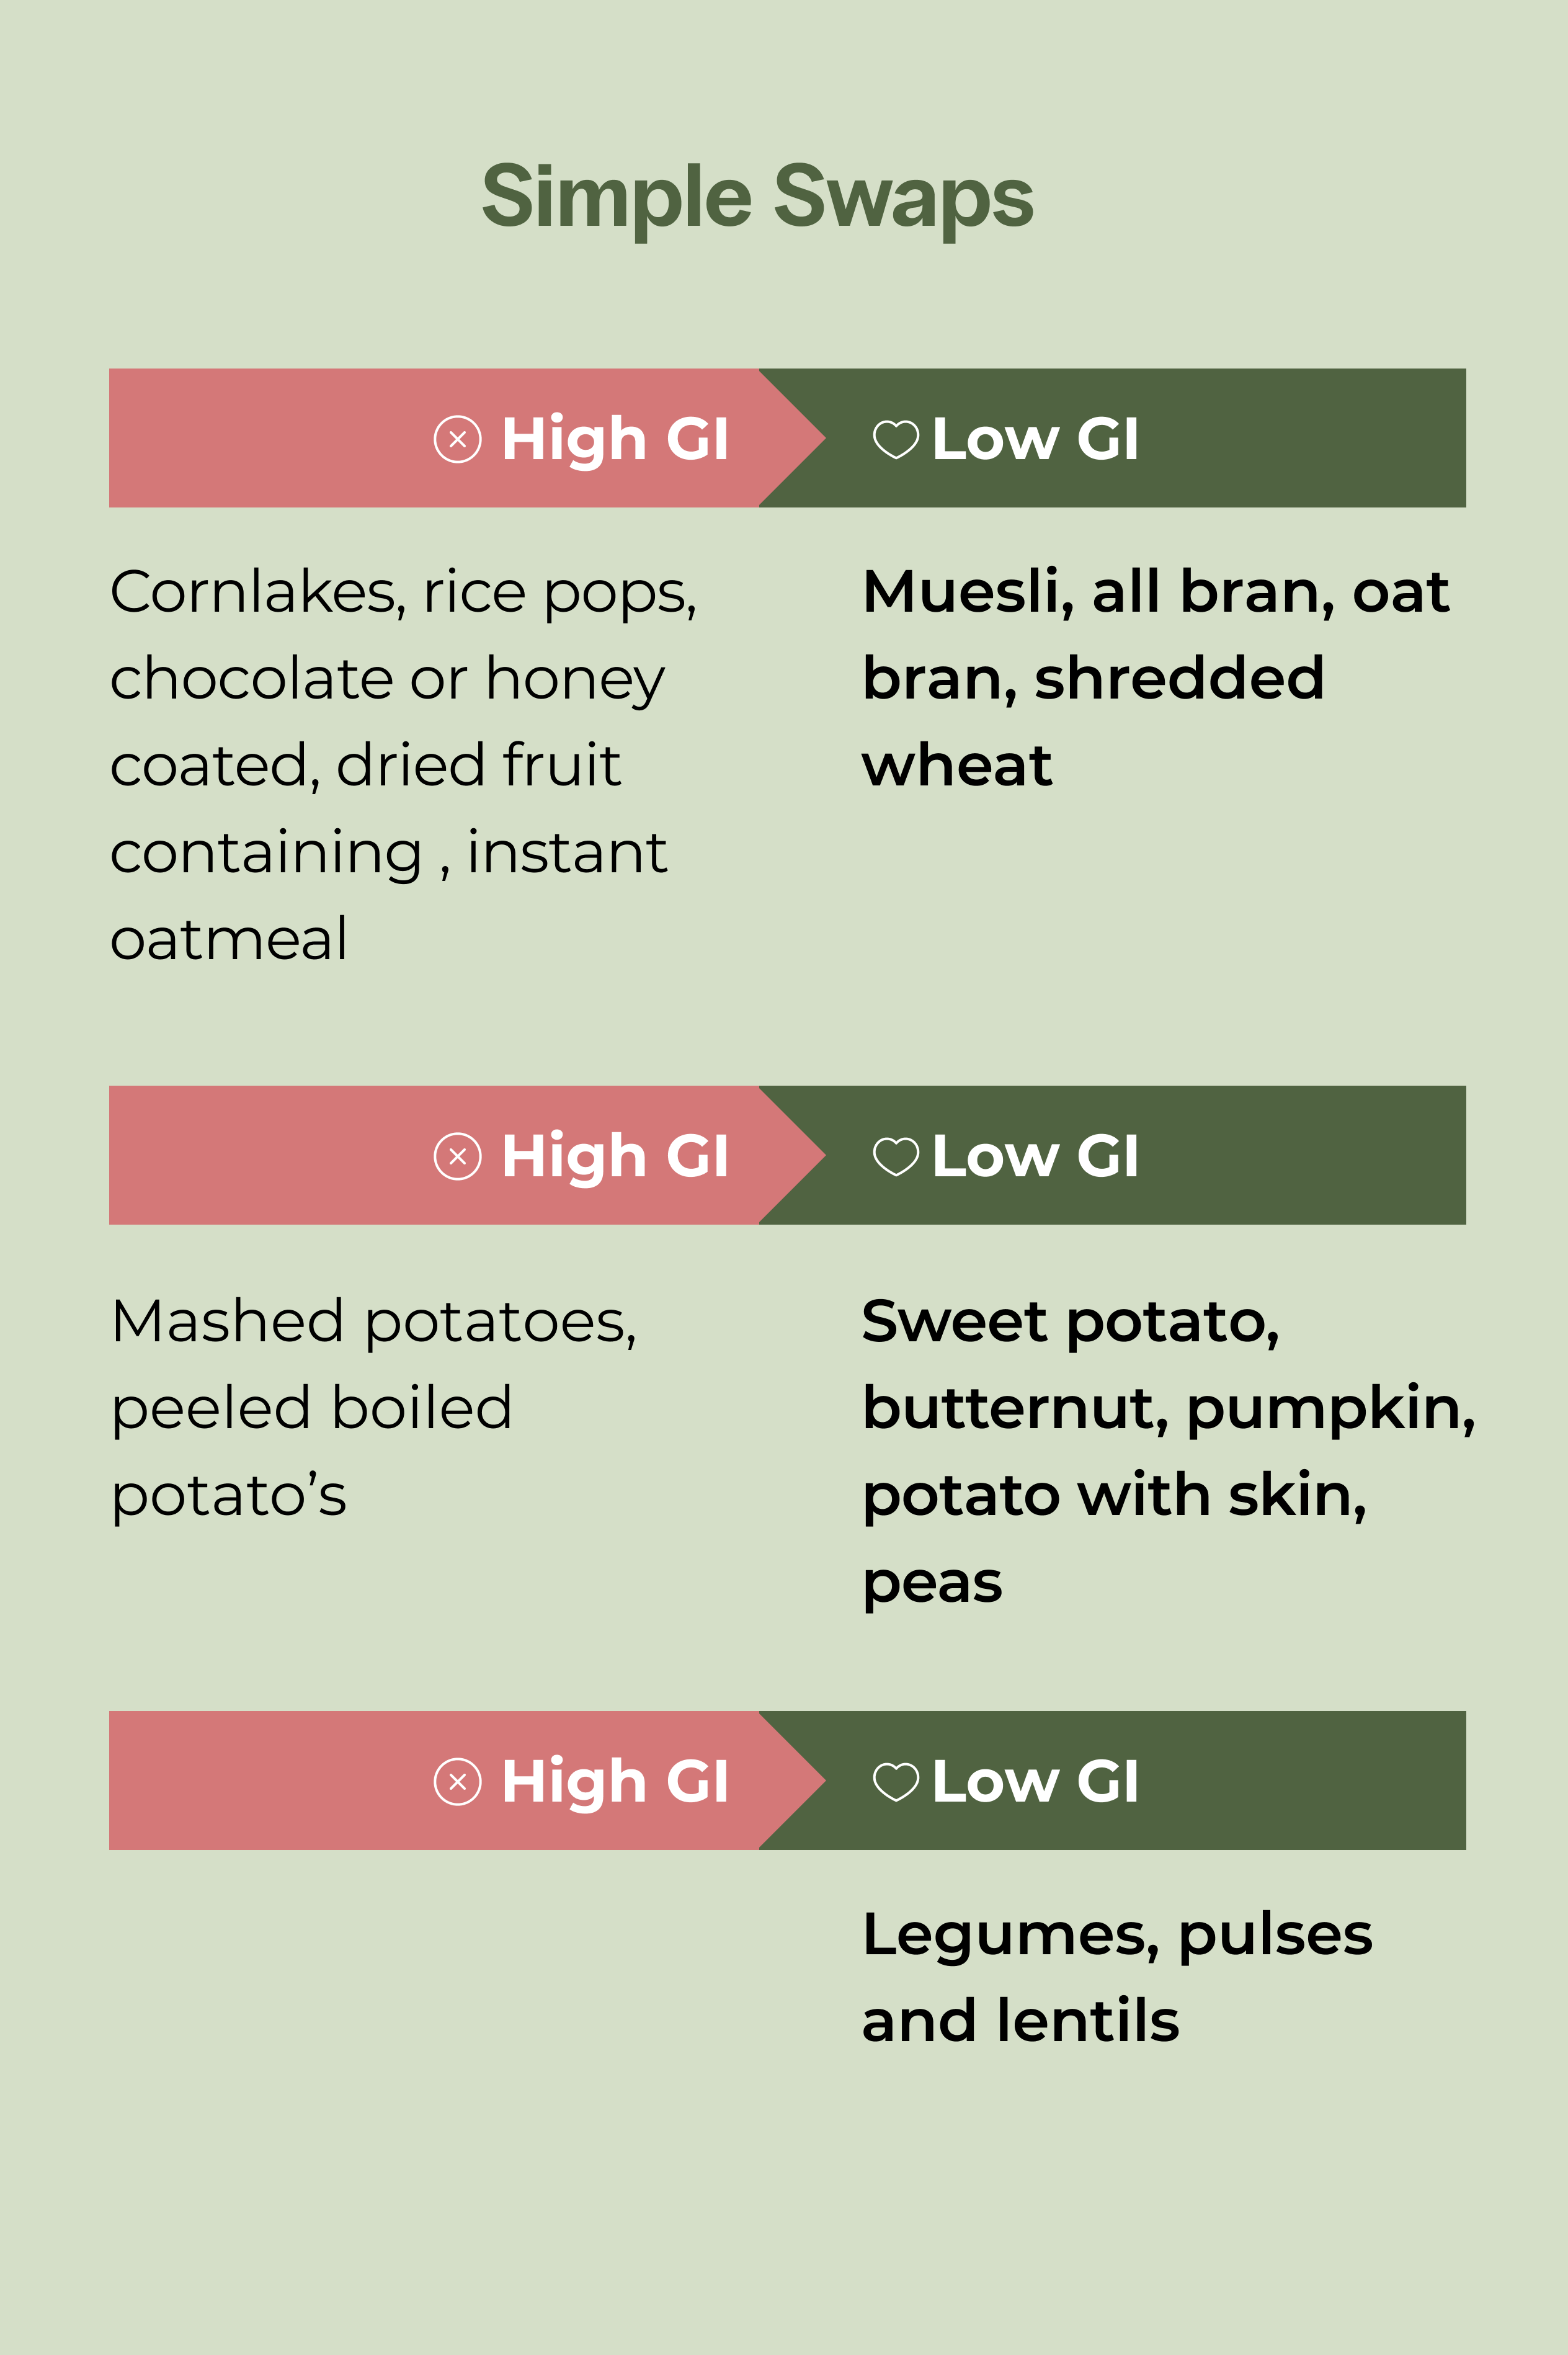 Simple Swaps
High GI
Low GI
Cornlakes, rice pops,
chocolate or honey
coated, dried fruit
containing , instant
oatmeal
Muesli, all bran, oat
bran, shredded
wheat
High GI
Low GI
Mashed potatoes,
peeled boiled
potato’s
Sweet potato,
butternut, pumpkin,
potato with skin,
peas
High GI
Low GI
Legumes, pulses
and lentils